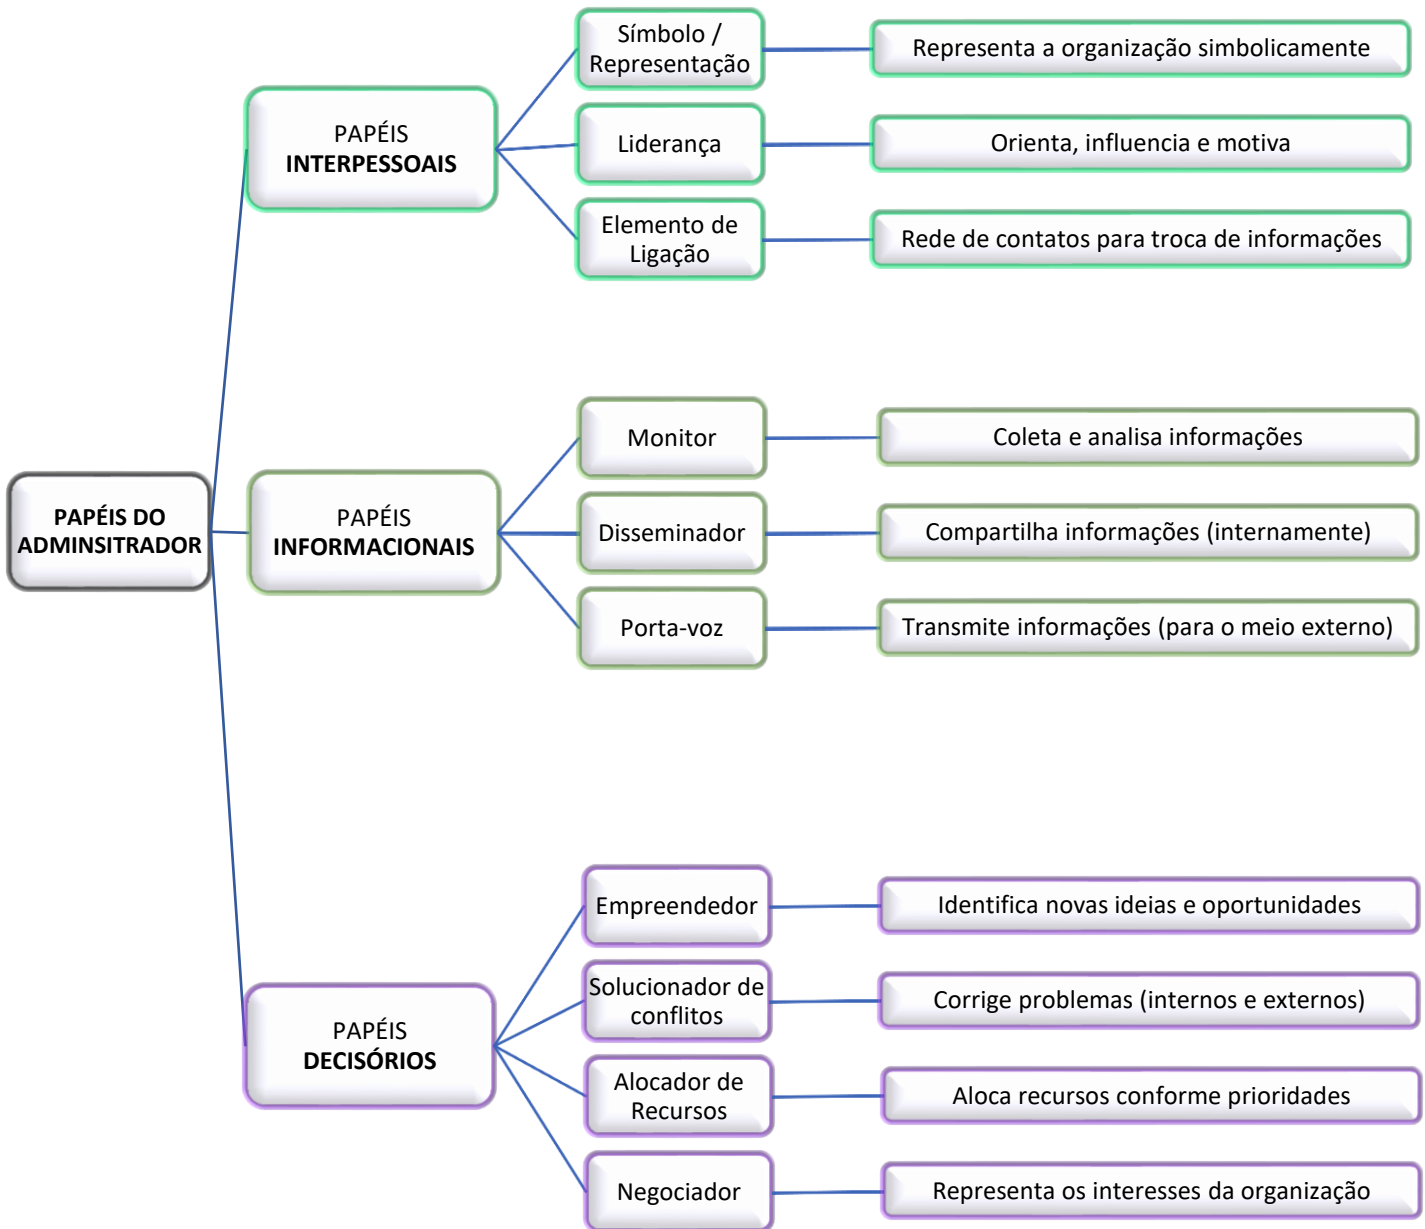 PAPÉIS DO
ADMINSITRADOR
PAPÉIS
INTERPESSOAIS
Símbolo /
Representação
Representa a organização simbolicamente
Liderança
Orienta, influencia e motiva
Elemento de
Ligação
Rede de contatos para troca de informações
PAPÉIS
INFORMACIONAIS
Monitor
Coleta e analisa informações
Disseminador
Compartilha informações (internamente)
Porta-voz
Transmite informações (para o meio externo)
PAPÉIS
DECISÓRIOS
Empreendedor
Identifica novas ideias e oportunidades
Solucionador de
conflitos
Corrige problemas (internos e externos)
Alocador de
Recursos
Aloca recursos conforme prioridades
Negociador
Representa os interesses da organização